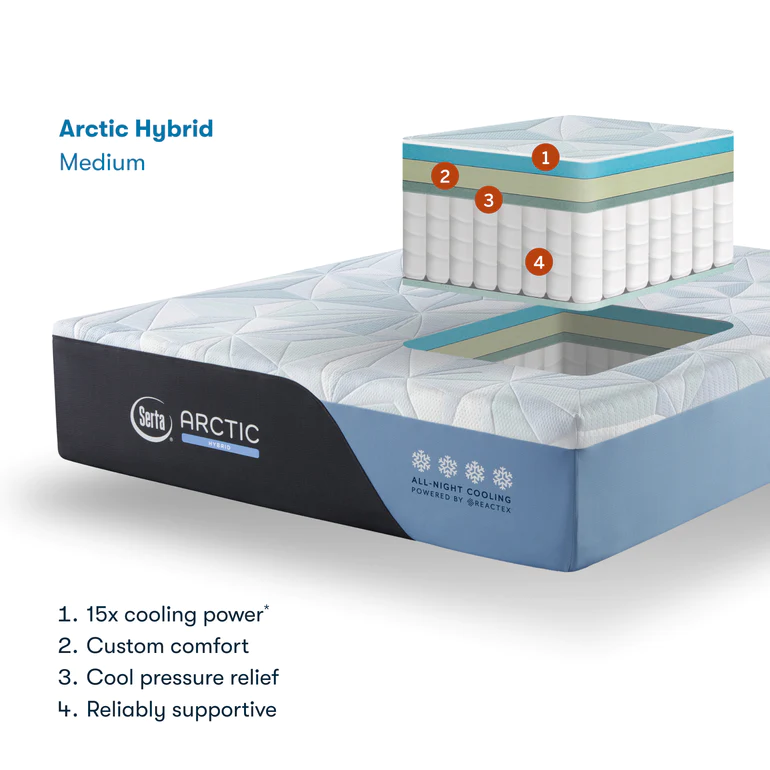 Arctic Hybrid
Medium
1
2
3
4
Serta® ARCTIC
HYBRID
ALL-NIGHT COOLING
POWERED BY REACTEX
1. 15x cooling power*
2. Custom comfort
3. Cool pressure relief
4. Reliably supportive